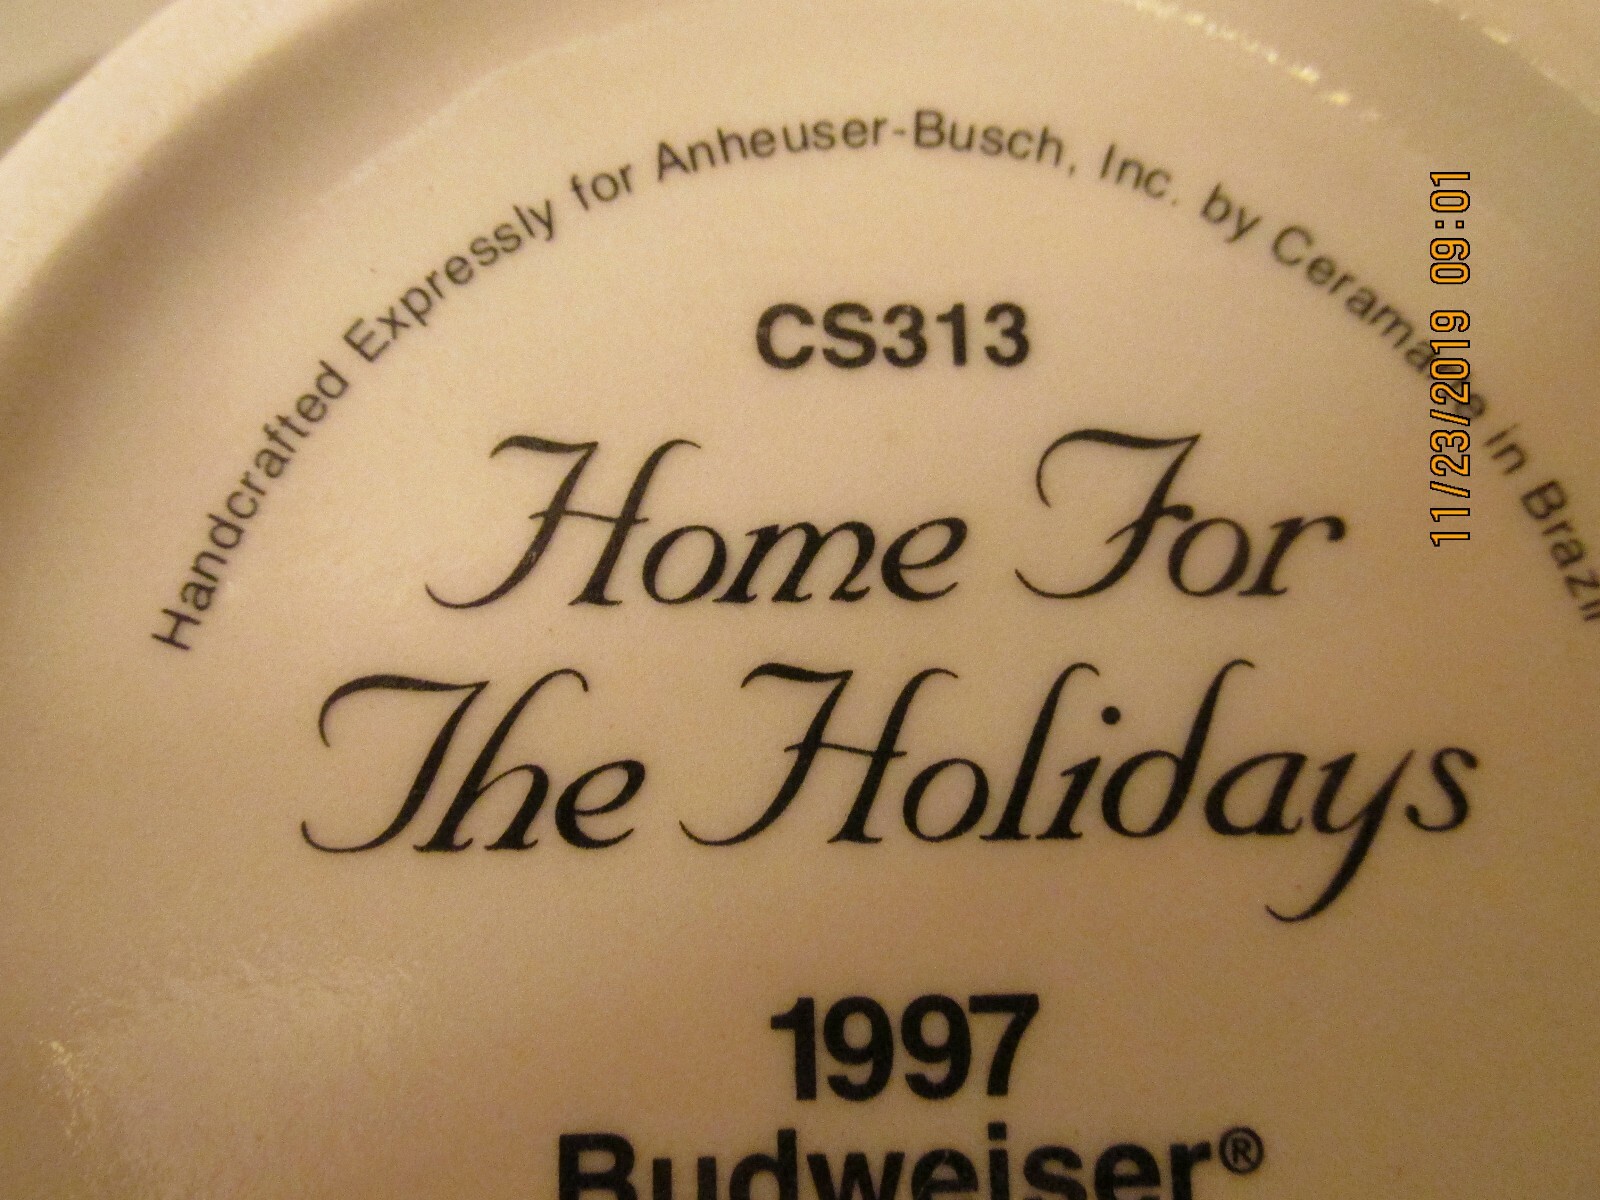 Handcrafted Expressly for Anheuser-Busch, Inc. by Ceramarte in Brazil
CS313
Home For
The Holidays
1997
Budweiser®
11/23/2019 09:01